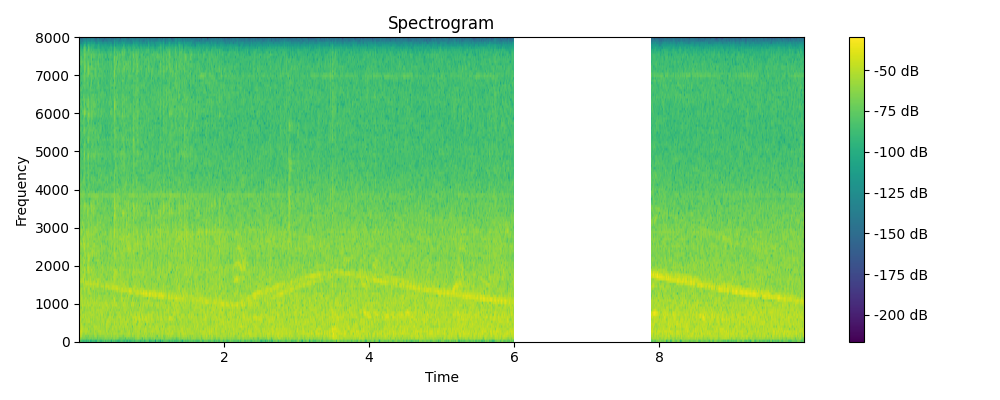 Spectrogram
8000
7000
6000
5000
4000
3000
2000
1000
0
Frequency
2
4
6
8
Time
-50 dB
-75 dB
-100 dB
-125 dB
-150 dB
-175 dB
-200 dB